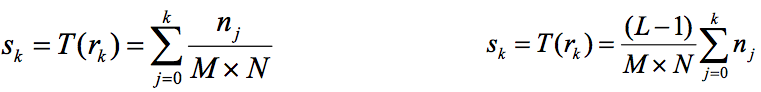 s_k = T(r_k) = \sum_{j=0}^{k} \frac{n_j}{M \times N}
s_k = T(r_k) = \frac{(L-1)}{M \times N} \sum_{j=0}^{k} n_j